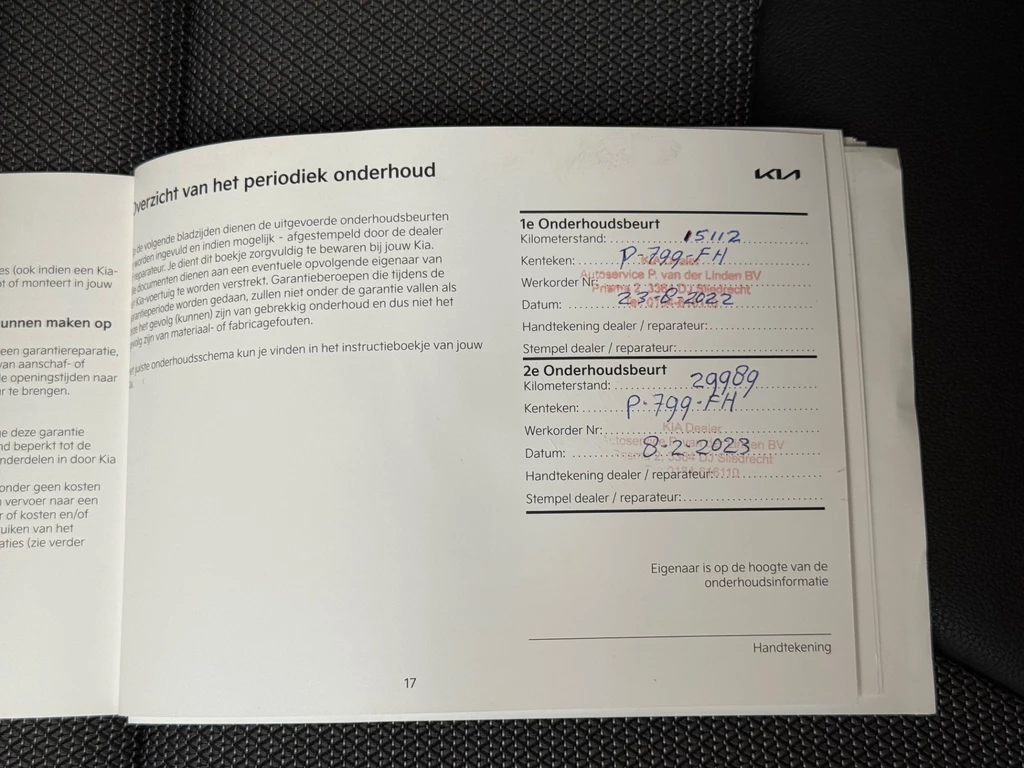 es (ook indien een Kia-
of monteert in jouw
unnen maken op
een garantiereparatie,
van aanschaf- of
openingstijden naar
te brengen.
deze garantie
beperkt tot de
nderdelen in door Kia
onder geen kosten
vervoer naar een
of kosten en/of
uiken van het
aties (zie verder
verzicht van het periodiek onderhoud
de volgende bladzijden dienen de uitgevoerde onderhoudsbeurten
orden ingevuld en indien mogelijk - afgestempeld door de dealer
reparateur. Je dient dit boekje zorgvuldig te bewaren bij jouw Kia.
documenten dienen aan een eventuele opvolgende eigenaar van
Kia-voertuig te worden verstrekt. Garantieberoepen die tijdens de
rantieperiode worden gedaan, zullen niet onder de garantie vallen als
het gevolg (kunnen) zijn van gebrekkig onderhoud en dus niet het
volg zijn van materiaal- of fabricagefouten.
juiste onderhoudsschema kun je vinden in het instructieboekje van jouw
17
KIA
1e Onderhoudsbeurt
Kilometerstand: 15112
Kenteken: P-799-FH
Autoservice P. van der Linden BV
Werkorder Nr:
2, 3364 DJ Sliedrecht
Datum: 23-6-2022
Handtekening dealer / reparateur:
Stempel dealer / reparateur:
2e Onderhoudsbeurt
Kilometerstand: 29989
Kenteken: P-799-FH
Werkorder Nr: KIA Dealer
Datum: 8-2-2023
Sliedrecht
Handtekening dealer / reparateur:
Stempel dealer / reparateur:
Eigenaar is op de hoogte van de
onderhoudsinformatie
Handtekening